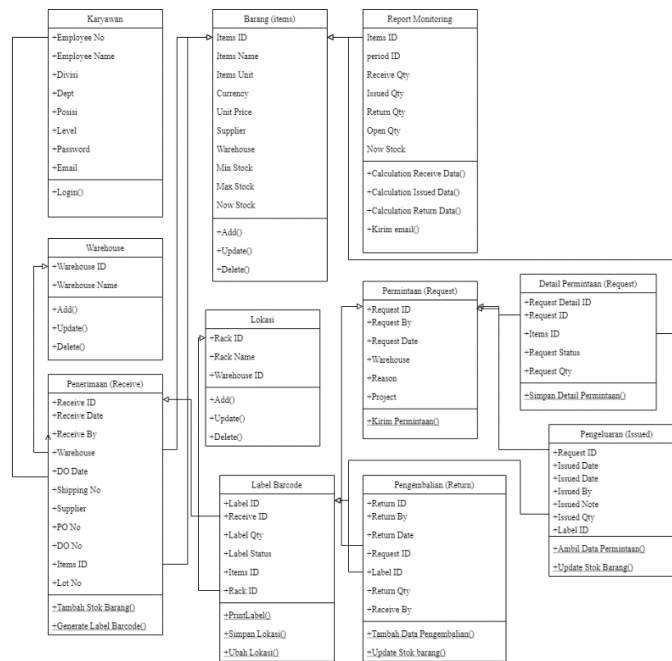 Karyawan
+Employee No
+Employee Name
+Divisi
+Dept
+Posisi
+Level
+Password
+Email
+Login()
Barang (items)
Items ID
Items Name
Items Unit
Currency
Unit Price
Supplier
Warehouse
Min Stock
Max Stock
Now Stock
+Add()
+Update()
+Delete()
Report Monitoring
Items ID
period ID
Receive Qty
Issued Qty
Return Qty
Open Qty
Now Stock
+Calculation Receive Data()
+Calculation Issued Data()
+Calculation Return Data()
+Kirim email()
Warehouse
+Warehouse ID
+Warehouse Name
+Add()
+Update()
+Delete()
Lokasi
+Rack ID
+Rack Name
+Warehouse ID
+Add()
+Update()
+Delete()
Permintaan (Request)
+Request ID
+Request By
+Request Date
+Warehouse
+Reason
+Project
+Kirim Permintaan()
Detail Permintaan (Request)
+Request Detail ID
+Request ID
+Items ID
+Request Status
+Request Qty
+Simpan Detail Permintaan()
Penerimaan (Receive)
+Receive ID
+Receive Date
+Receive By
+Warehouse
+DO Date
+Shipping No
+Supplier
+PO No
+DO No
+Items ID
+Lot No
+Tambah Stok Barang()
+Generate Label Barcode()
Label Barcode
+Label ID
+Receive ID
+Label Qty
+Label Status
+Items ID
+Rack ID
+PrintLabel()
+Simpan Lokasi()
+Ubah Lokasi()
Pengembalian (Return)
+Return ID
+Return By
+Return Date
+Request ID
+Label ID
+Return Qty
+Receive By
+Tambah Data Pengembalian()
+Update Stok barang()
Pengeluaran (Issued)
+Request ID
+Issued Date
+Issued Date
+Issued By
+Issued Note
+Issued Qty
+Label ID
+Ambil Data Permintaan()
+Update Stok Barang()